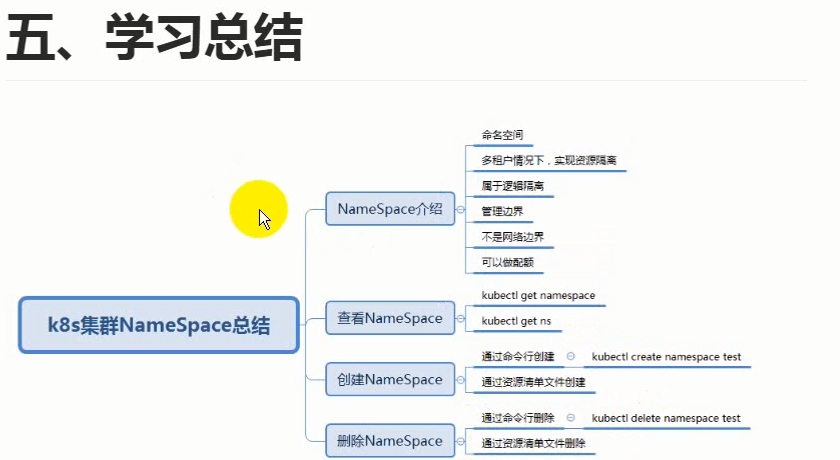 五、学习总结
k8s集群NameSpace总结
NameSpace介绍
命名空间
多租户情况下，实现资源隔离
属于逻辑隔离
管理边界
不是网络边界
可以做配额
查看NameSpace
kubectl get namespace
kubectl get ns
创建NameSpace
通过命令行创建
kubectl create namespace test
通过资源清单文件创建
删除NameSpace
通过命令行删除
kubectl delete namespace test
通过资源清单文件删除